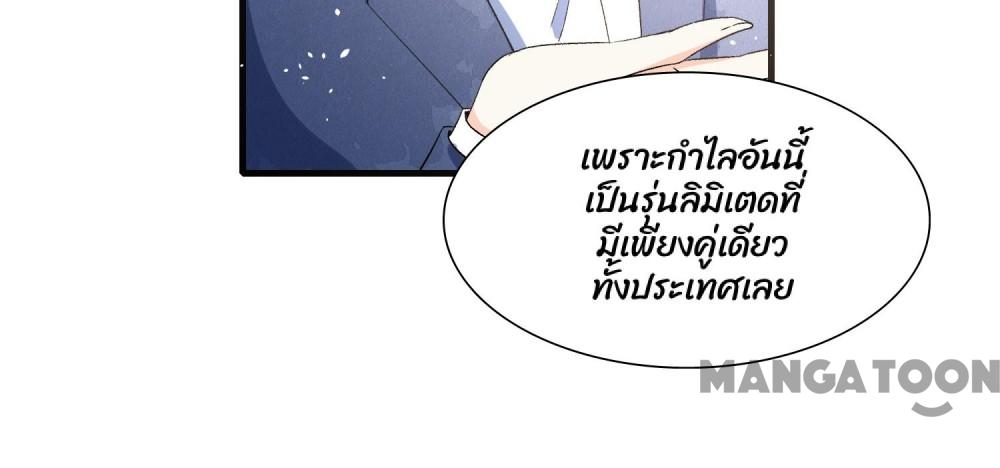 เพราะกำไลอันนี้
เป็นรุ่นลิมิเตดที่
มีเพียงคู่เดียว
ทั้งประเทศเลย
MANGATOON